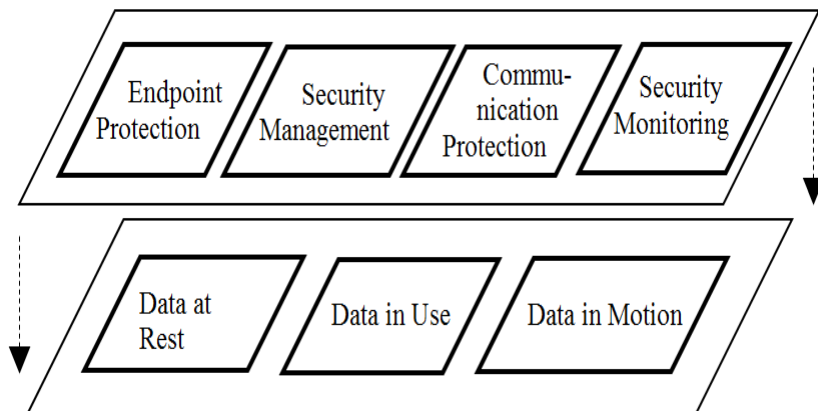 Endpoint
Protection
Security
Management
Commu-
nication
Protection
Security
Monitoring
Data at
Rest
Data in Use
Data in Motion